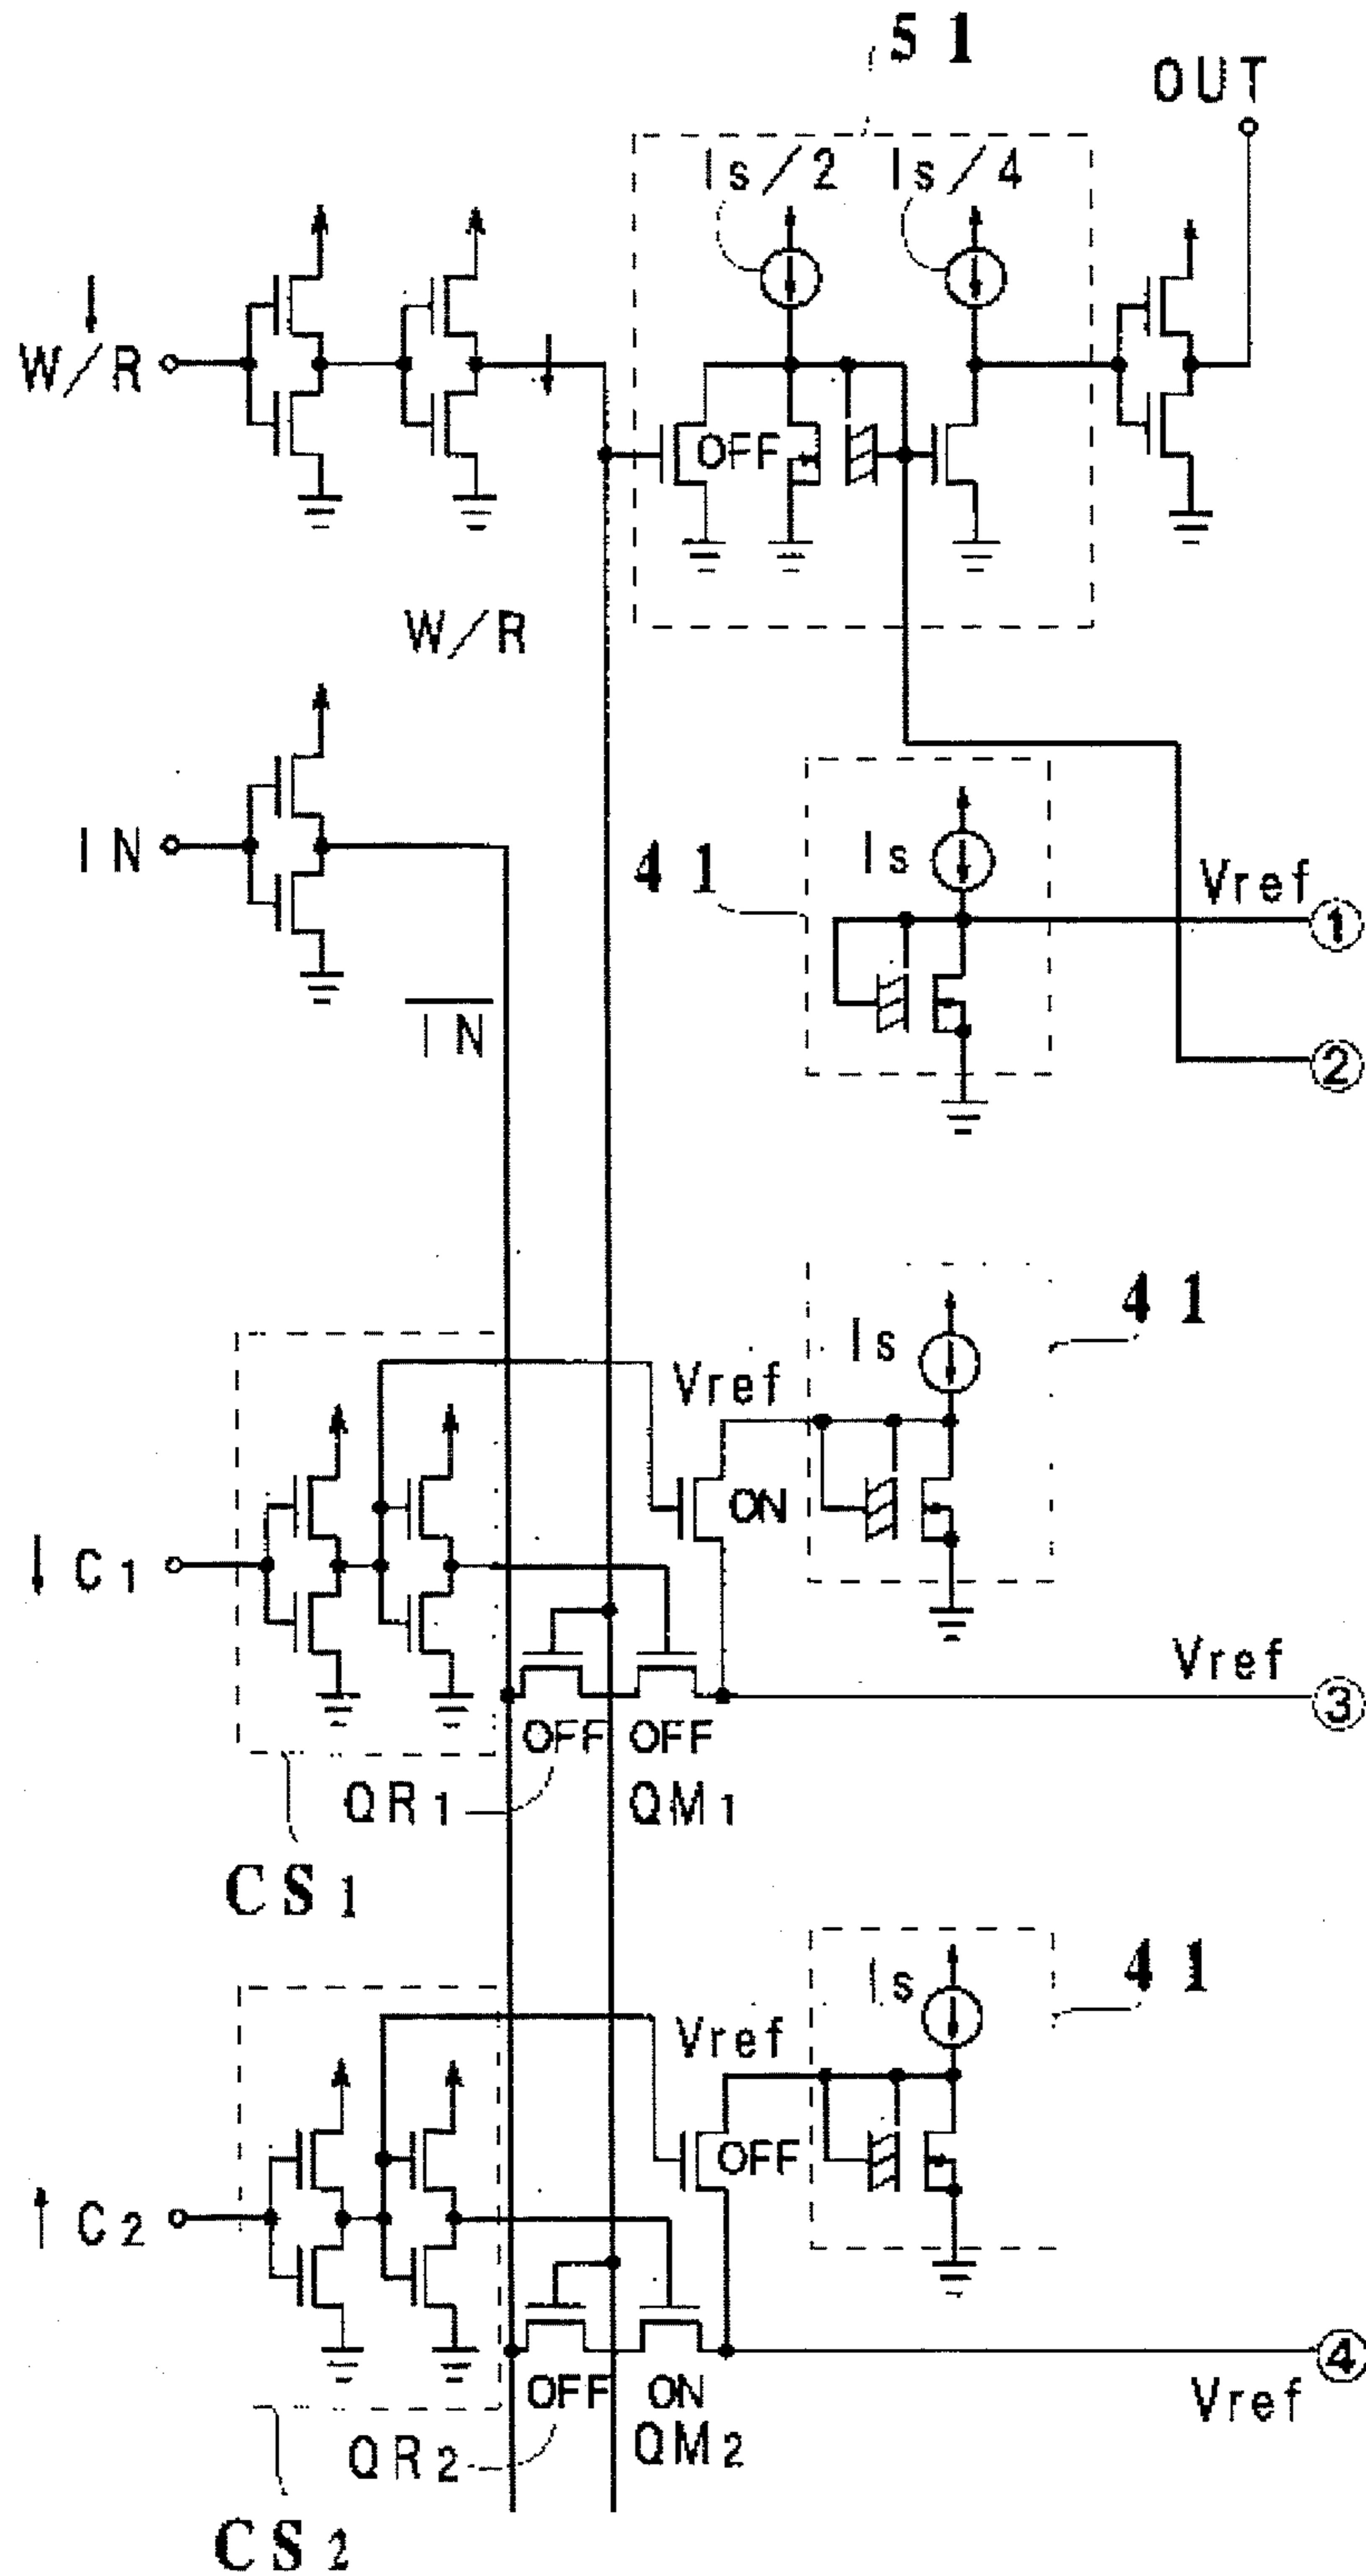 51
OUT
Is/2 Is/4
↓
W/R
↓
OFF
W/R
IN
41
Is
Vref
①
IN
②
41
Is
Vref
ON
↓ C1
Vref
③
OFF OFF
QR1 QM1
CS1
41
Is
Vref
OFF
↑ C2
④
OFF ON
Vref
QR2 QM2
CS2